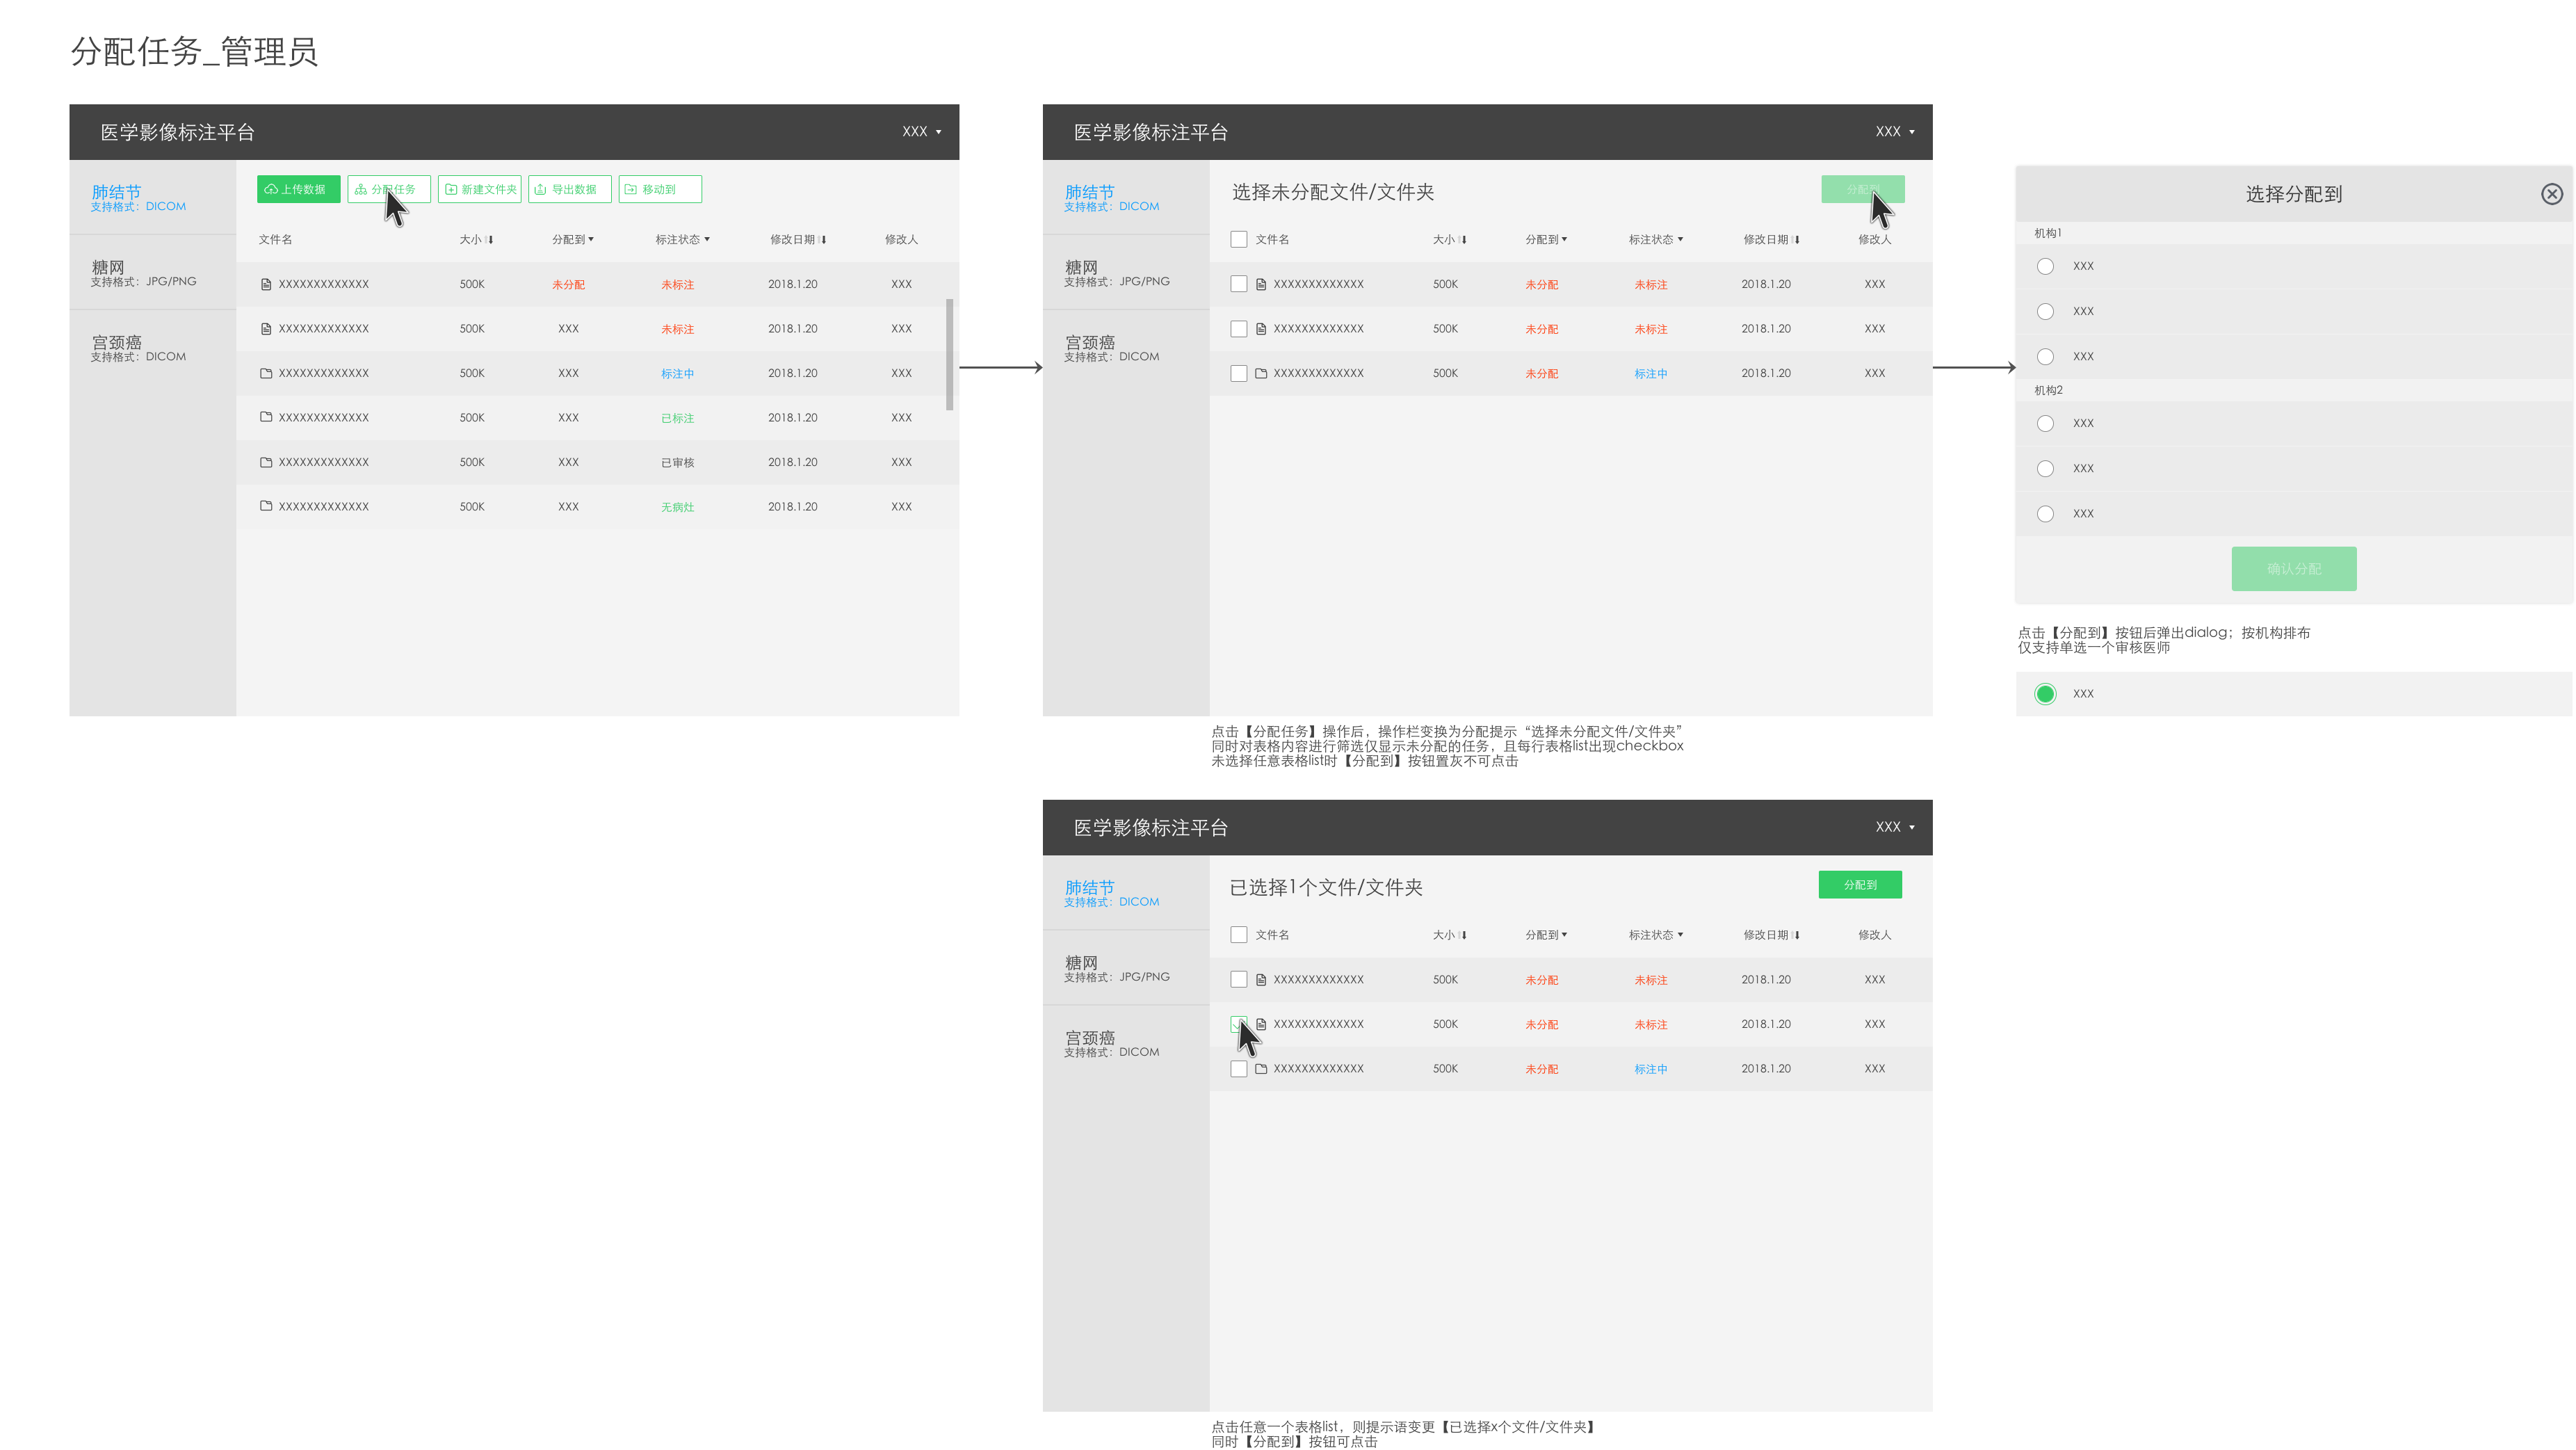 分配任务_管理员
医学影像标注平台 XXX
肺结节
支持格式：DICOM
糖网
支持格式：JPG/PNG
宫颈癌
支持格式：DICOM
上传数据 分配任务 新建文件夹 导出数据 移动到
文件名 大小 分配到 标注状态 修改日期 修改人
XXXXXXXXXXXXX 500K 未分配 未标注 2018.1.20 XXX
XXXXXXXXXXXXX 500K XXX 未标注 2018.1.20 XXX
XXXXXXXXXXXXX 500K XXX 标注中 2018.1.20 XXX
XXXXXXXXXXXXX 500K XXX 已标注 2018.1.20 XXX
XXXXXXXXXXXXX 500K XXX 已审核 2018.1.20 XXX
XXXXXXXXXXXXX 500K XXX 无病灶 2018.1.20 XXX
医学影像标注平台 XXX
肺结节
支持格式：DICOM
糖网
支持格式：JPG/PNG
宫颈癌
支持格式：DICOM
选择未分配文件/文件夹 分配到
文件名 大小 分配到 标注状态 修改日期 修改人
XXXXXXXXXXXXX 500K 未分配 未标注 2018.1.20 XXX
XXXXXXXXXXXXX 500K 未分配 未标注 2018.1.20 XXX
XXXXXXXXXXXXX 500K 未分配 标注中 2018.1.20 XXX
点击【分配任务】操作后，操作栏变换为分配提示“选择未分配文件/文件夹”
同时对表格内容进行筛选仅显示未分配的任务，且每行表格list出现checkbox
未选择任意表格list时【分配到】按钮置灰不可点击
选择分配到
机构1
XXX
XXX
XXX
机构2
XXX
XXX
XXX
确认分配
点击【分配到】按钮后弹出dialog；按机构排布
仅支持单选一个审核医师
XXX
医学影像标注平台 XXX
肺结节
支持格式：DICOM
糖网
支持格式：JPG/PNG
宫颈癌
支持格式：DICOM
已选择1个文件/文件夹 分配到
文件名 大小 分配到 标注状态 修改日期 修改人
XXXXXXXXXXXXX 500K 未分配 未标注 2018.1.20 XXX
XXXXXXXXXXXXX 500K 未分配 未标注 2018.1.20 XXX
XXXXXXXXXXXXX 500K 未分配 标注中 2018.1.20 XXX
点击任意一个表格list，则提示语变更【已选择x个文件/文件夹】
同时【分配到】按钮可点击